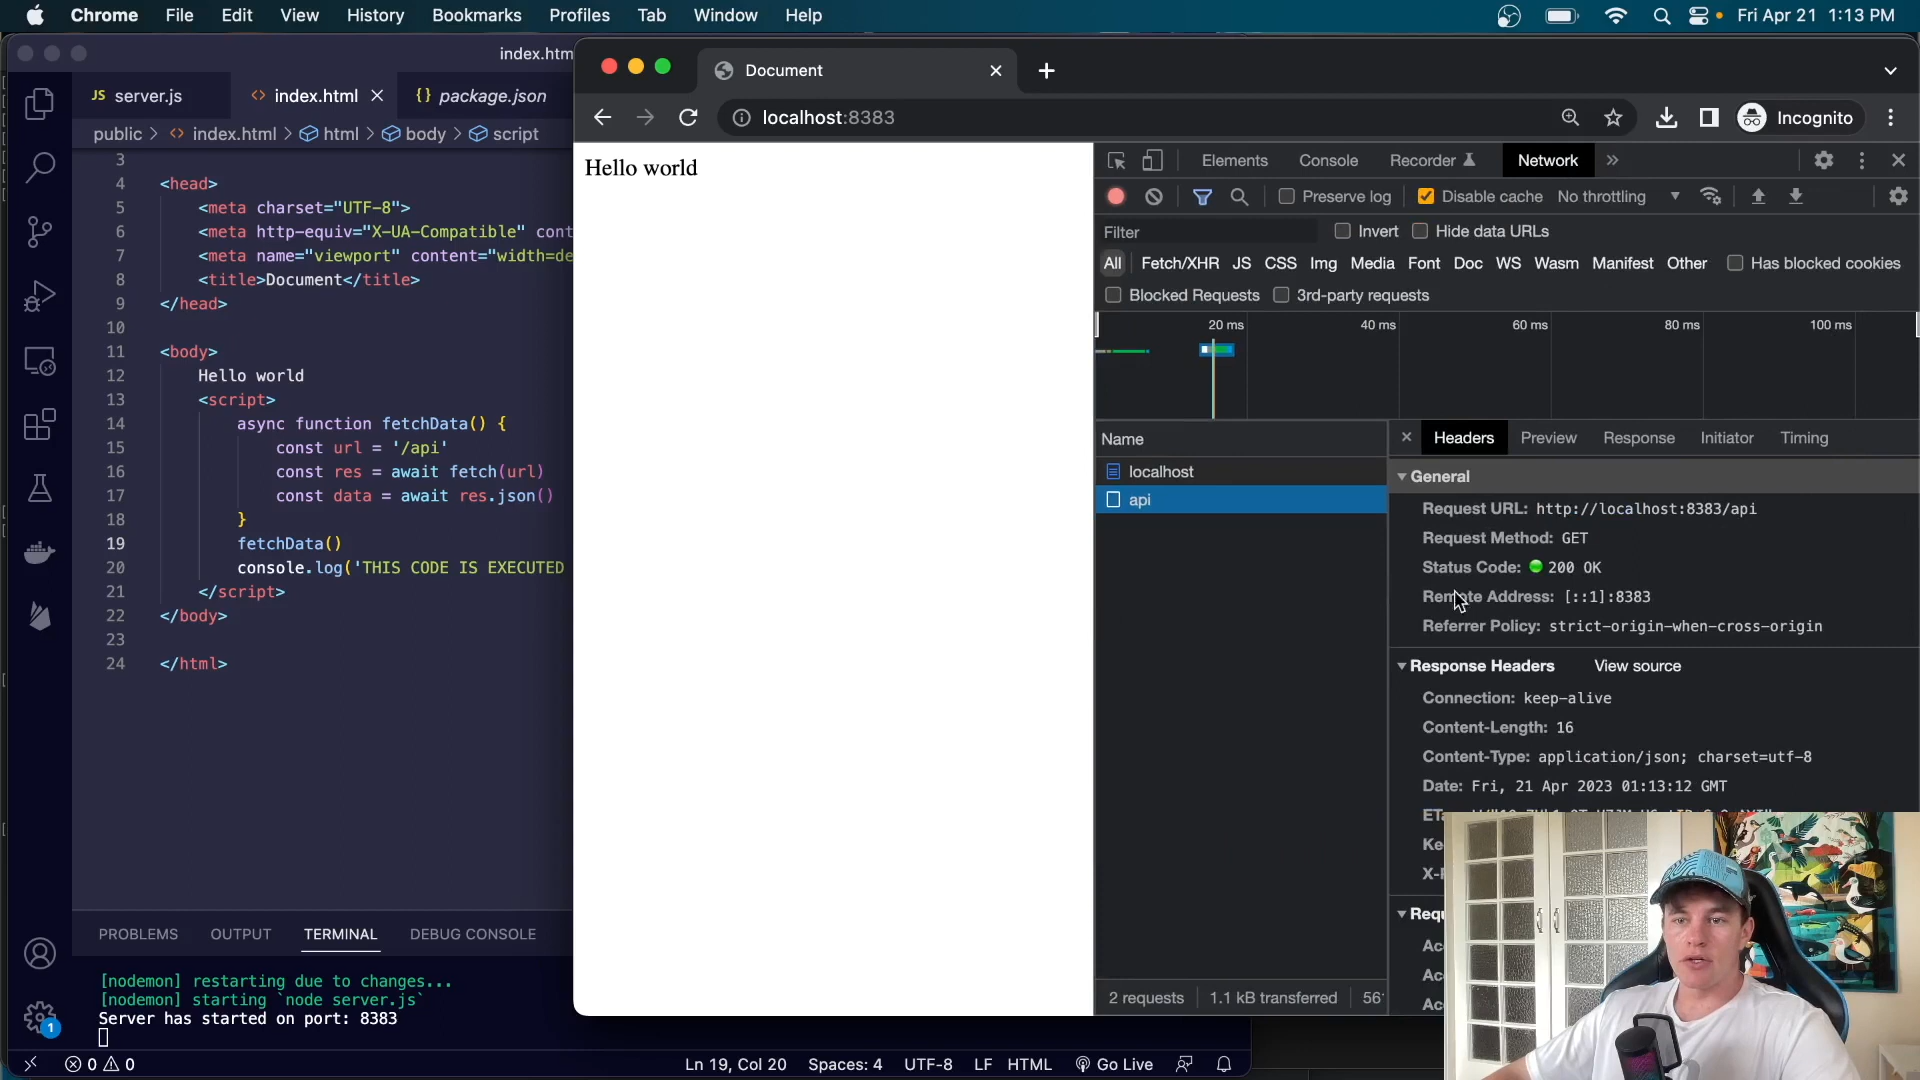 Chrome File Edit View History Bookmarks Profiles Tab Window Help Fri Apr 21 1:13 PM
JS server.js
<> index.html
{} package.json
index.htm
public > <> index.html > html > body > script
3
4 <head>
5 <meta charset="UTF-8">
6 <meta http-equiv="X-UA-Compatible" cont
7 <meta name="viewport" content="width=de
8 <title>Document</title>
9 </head>
10
11 <body>
12 Hello world
13 <script>
14 async function fetchData() {
15 const url = '/api'
16 const res = await fetch(url)
17 const data = await res.json()
18 }
19 fetchData()
20 console.log('THIS CODE IS EXECUTED
21 </script>
22 </body>
23
24 </html>
PROBLEMS OUTPUT TERMINAL DEBUG CONSOLE
[nodemon] restarting due to changes...
[nodemon] starting `node server.js`
Server has started on port: 8383
1
0 0
Ln 19, Col 20 Spaces: 4 UTF-8 LF HTML Go Live
Document
localhost:8383
Incognito
Hello world
Elements Console Recorder Network »
Preserve log Disable cache No throttling
Filter Invert Hide data URLs
All Fetch/XHR JS CSS Img Media Font Doc WS Wasm Manifest Other Has blocked cookies
Blocked Requests 3rd-party requests
20 ms 40 ms 60 ms 80 ms 100 ms
Name
localhost
api
2 requests 1.1 kB transferred 56
Headers Preview Response Initiator Timing
General
Request URL: http://localhost:8383/api
Request Method: GET
Status Code: 200 OK
Remote Address: [::1]:8383
Referrer Policy: strict-origin-when-cross-origin
Response Headers View source
Connection: keep-alive
Content-Length: 16
Content-Type: application/json; charset=utf-8
Date: Fri, 21 Apr 2023 01:13:12 GMT
Ke
Requ
Acc
Acc
Acc